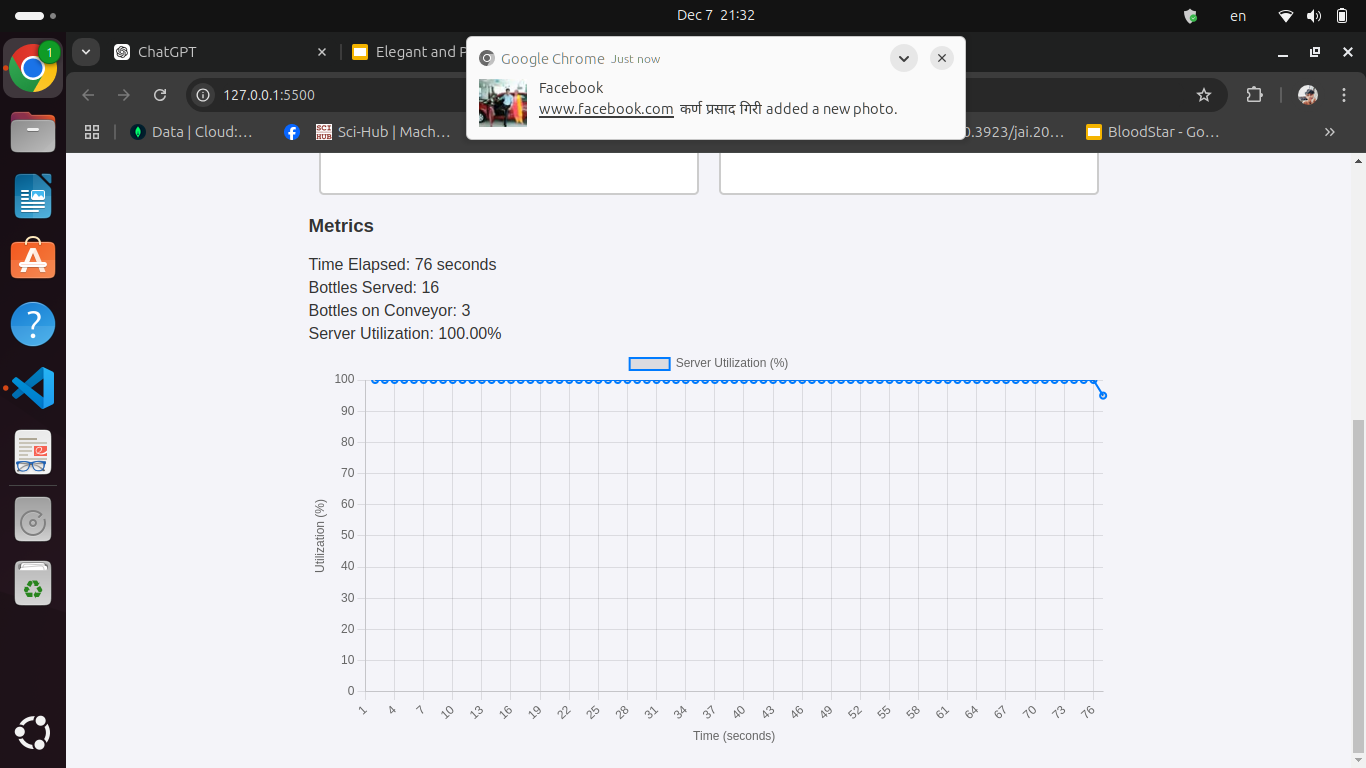 Dec 7 21:32
en
1
ChatGPT
Elegant and P
Google Chrome Just now
Facebook
www.facebook.com कर्ण प्रसाद गिरी added a new photo.
127.0.0.1:5500
Data | Cloud:...
SCI HUB
Sci-Hub | Mach...
0.3923/jai.20...
BloodStar - Go...
Metrics
Time Elapsed: 76 seconds
Bottles Served: 16
Bottles on Conveyor: 3
Server Utilization: 100.00%
Server Utilization (%)
100
90
80
70
60
50
40
30
20
10
0
Utilization (%)
1 4 7 10 13 16 19 22 25 28 31 34 37 40 43 46 49 52 55 58 61 64 67 70 73 76
Time (seconds)